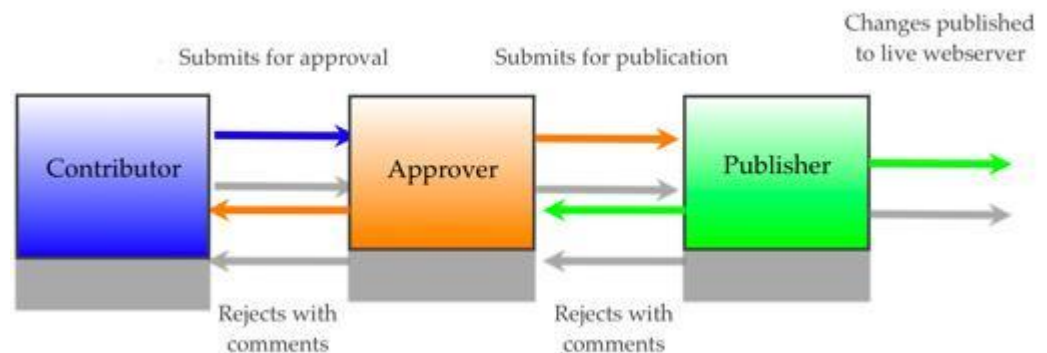 Changes published
to live webserver
Submits for approval
Submits for publication
Contributor
Approver
Publisher
Rejects with
comments
Rejects with
comments